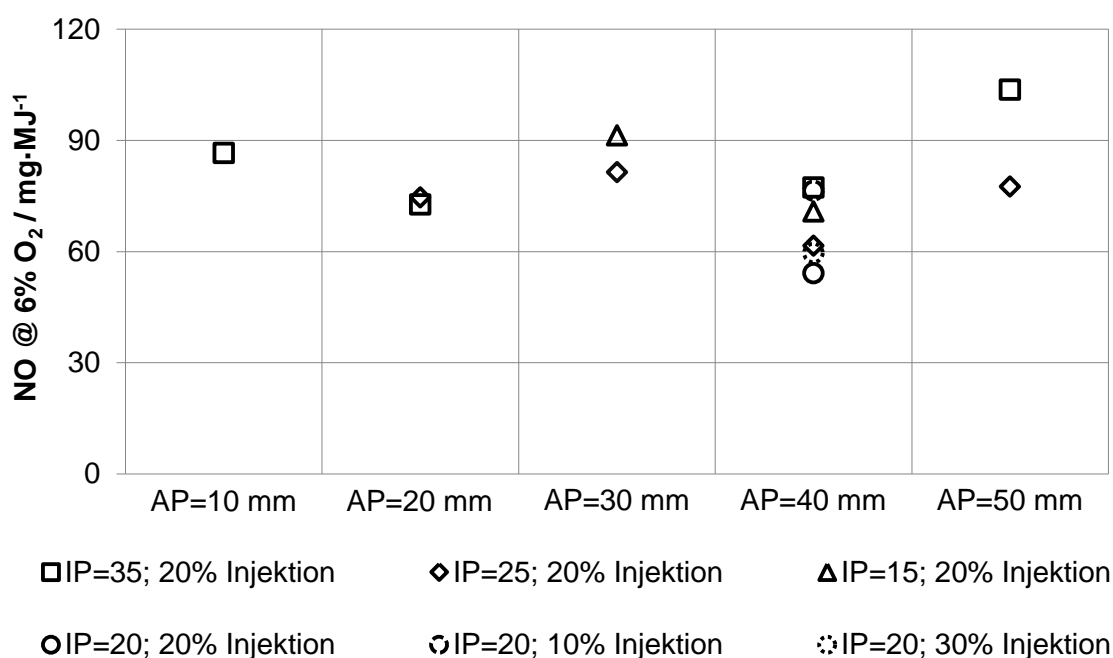 NO @ 6% O₂ / mg·MJ⁻¹
120
90
60
30
0
AP=10 mm AP=20 mm AP=30 mm AP=40 mm AP=50 mm
IP=35; 20% Injektion IP=25; 20% Injektion IP=15; 20% Injektion
IP=20; 20% Injektion IP=20; 10% Injektion IP=20; 30% Injektion